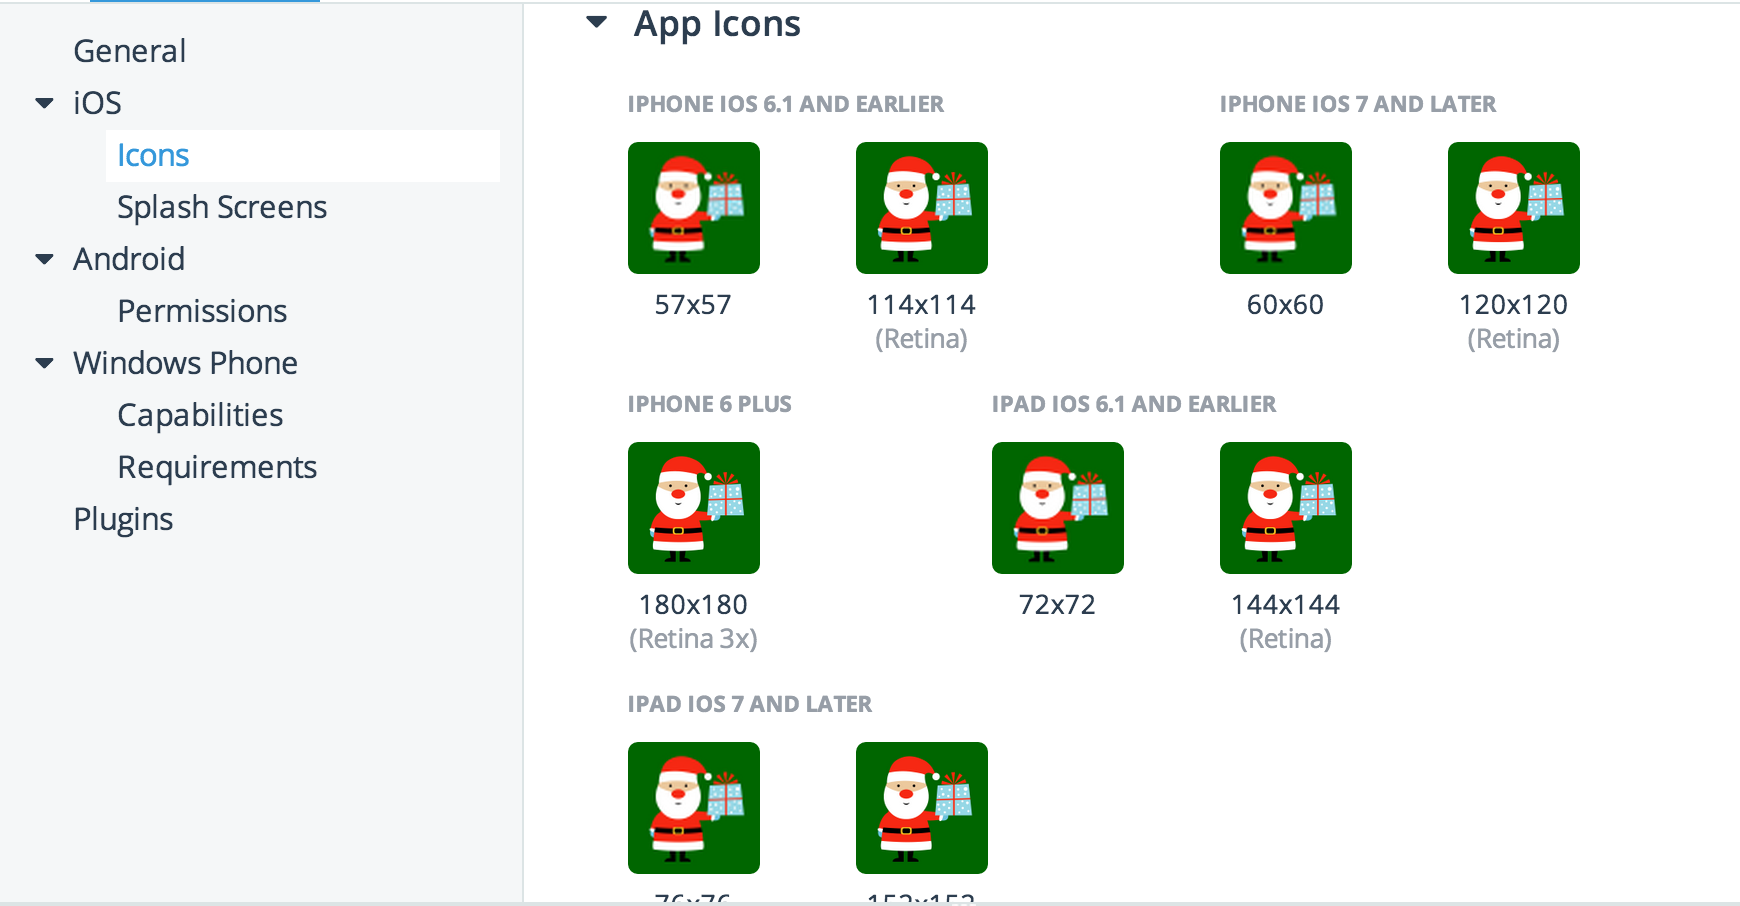 General
iOS
Icons
Splash Screens
Android
Permissions
Windows Phone
Capabilities
Requirements
Plugins
App Icons
IPHONE IOS 6.1 AND EARLIER
57x57
114x114
(Retina)
IPHONE IOS 7 AND LATER
60x60
120x120
(Retina)
IPHONE 6 PLUS
180x180
(Retina 3x)
IPAD IOS 6.1 AND EARLIER
72x72
144x144
(Retina)
IPAD IOS 7 AND LATER
76x76
152x152